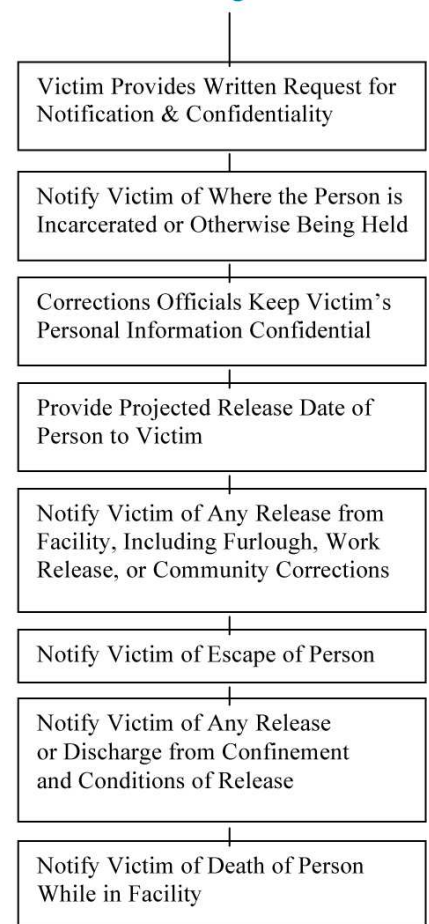 Victim Provides Written Request for
Notification & Confidentiality
Notify Victim of Where the Person is
Incarcerated or Otherwise Being Held
Corrections Officials Keep Victim's
Personal Information Confidential
Provide Projected Release Date of
Person to Victim
Notify Victim of Any Release from
Facility, Including Furlough, Work
Release, or Community Corrections
Notify Victim of Escape of Person
Notify Victim of Any Release
or Discharge from Confinement
and Conditions of Release
Notify Victim of Death of Person
While in Facility